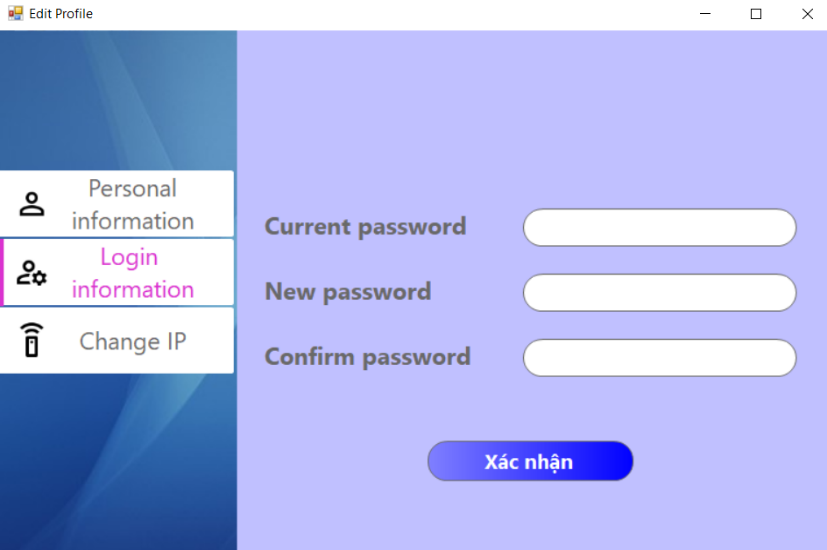 Edit Profile
Personal
information
Login
information
Change IP
Current password
New password
Confirm password
Xác nhận